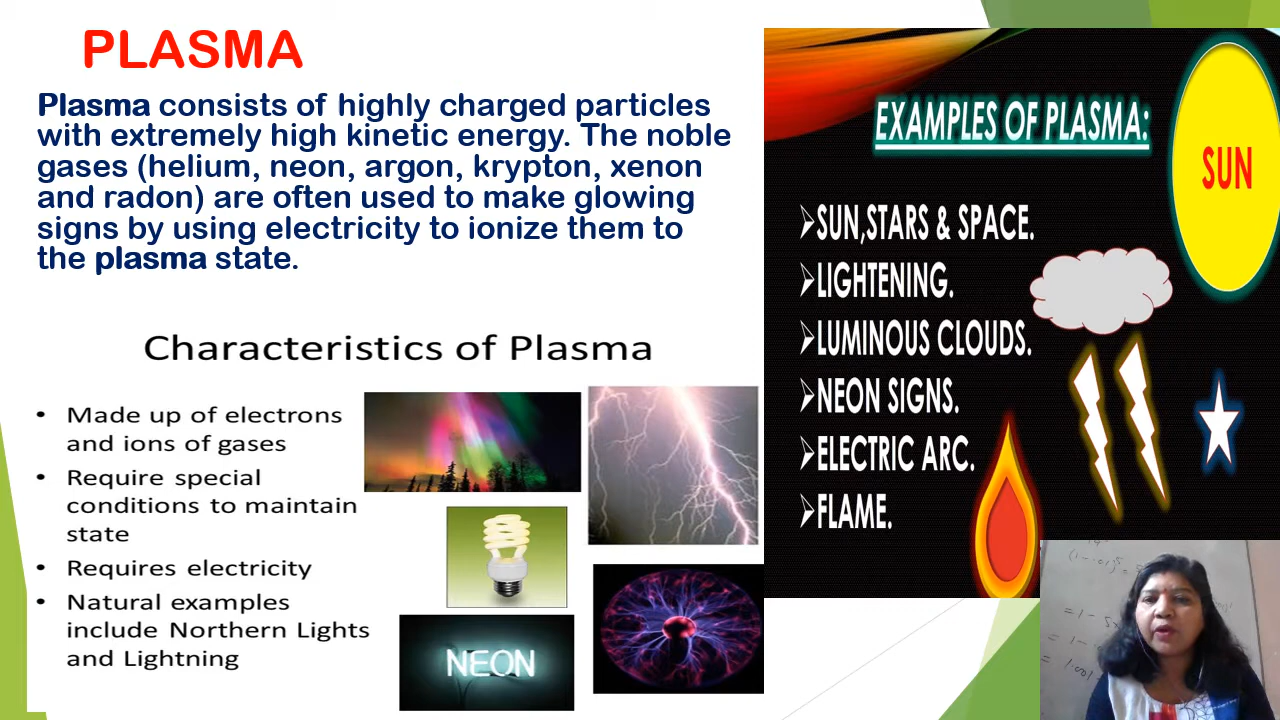 PLASMA
Plasma consists of highly charged particles
with extremely high kinetic energy. The noble
gases (helium, neon, argon, krypton, xenon
and radon) are often used to make glowing
signs by using electricity to ionize them to
the plasma state.
Characteristics of Plasma
• Made up of electrons
and ions of gases
• Require special
conditions to maintain
state
• Requires electricity
• Natural examples
include Northern Lights
and Lightning
NEON
EXAMPLES OF PLASMA:
SUN
➢SUN,STARS & SPACE.
➢LIGHTENING.
➢LUMINOUS CLOUDS.
➢NEON SIGNS.
➢ELECTRIC ARC.
➢FLAME.